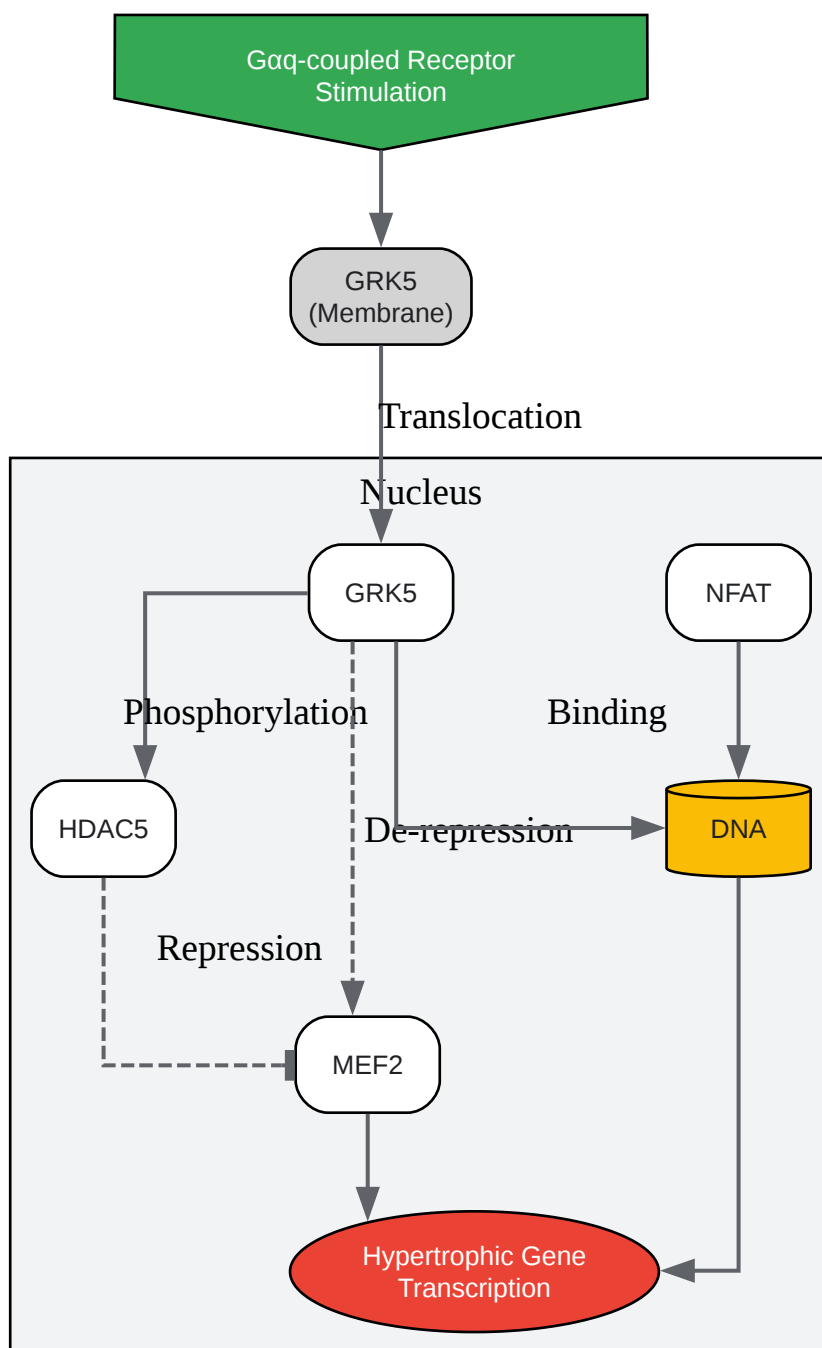 Gαq-coupled Receptor
Stimulation
GRK5
(Membrane)
Translocation
Nucleus
GRK5
NFAT
Phosphorylation
Binding
HDAC5
De-repression
DNA
Repression
MEF2
Hypertrophic Gene
Transcription